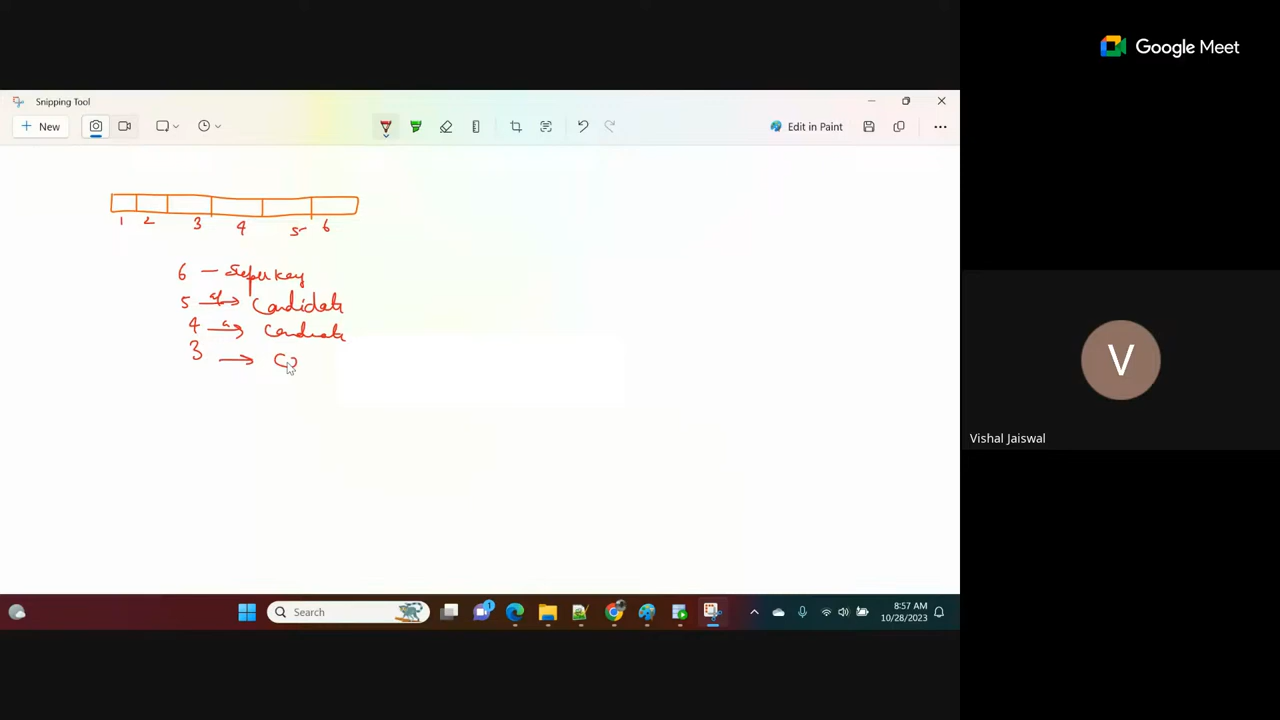 Google Meet
Snipping Tool
New
Edit in Paint
1 2 3 4 5 6
6 — Super key
5 → Candidate
4 → Candidate
3 →
Vishal Jaiswal
V
Search
1
8:57 AM
10/28/2023